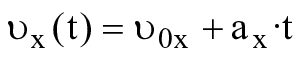 υₓ(t) = υ₀ₓ + aₓ·t